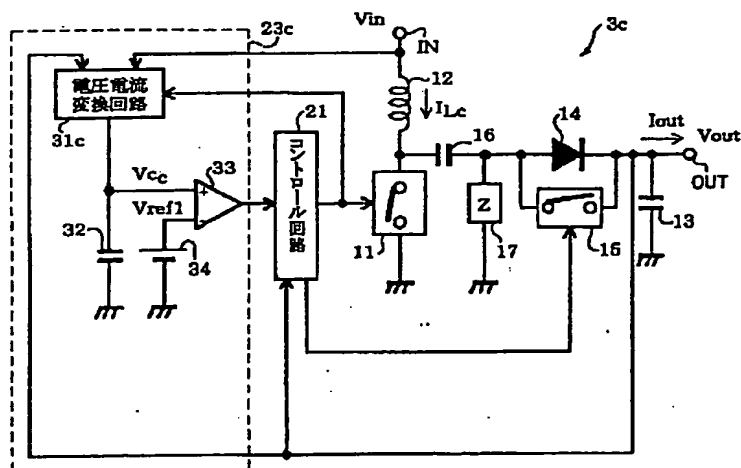 23c
Vin
IN
3c
電圧電流
変換回路
31c
12
ILc
21
コントロール回路
16
14
Iout
Vout
OUT
33
Vcc
Vref1
32
34
11
Z
17
15
13